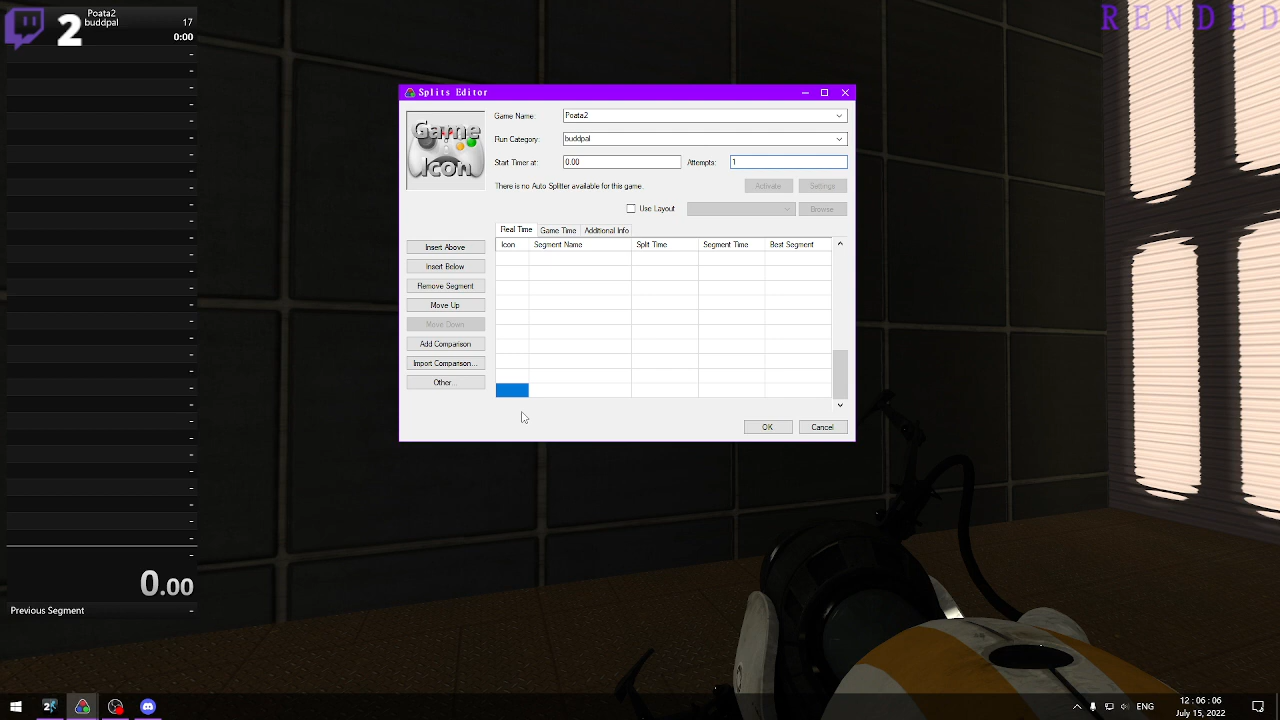 Poata2
buddpal
17
0:00
2
0.00
Previous Segment
-
RENDED
Splits Editor
Game Icon
Game Name:
Poata2
Run Category:
buddpal
Start Timer at:
0.00
Attempts:
1
There is no Auto Splitter available for this game.
Activate
Settings
Use Layout
Browse
Real Time
Game Time
Additional Info
Icon
Segment Name
Split Time
Segment Time
Best Segment
Insert Above
Insert Below
Remove Segment
Move Up
Move Down
Add Comparison
Import Comparison...
Other...
OK
Cancel
ENG
12 : 06 : 06
July 15, 2022